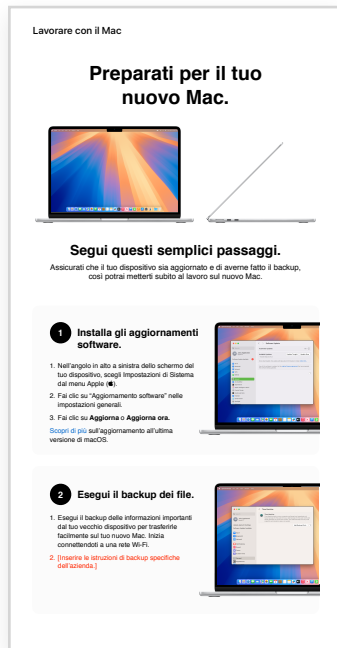 Lavorare con il Mac
Preparati per il tuo
nuovo Mac.
Segui questi semplici passaggi.
Assicurati che il tuo dispositivo sia aggiornato e di averne fatto il backup,
così potrai metterti subito al lavoro sul nuovo Mac.
1 Installa gli aggiornamenti
software.
1. Nell'angolo in alto a sinistra dello schermo del
tuo dispositivo, scegli Impostazioni di Sistema
dal menu Apple ().
2. Fai clic su "Aggiornamento software" nelle
impostazioni generali.
3. Fai clic su Aggiorna o Aggiorna ora.
Scopri di più sull'aggiornamento all'ultima
versione di macOS.
2 Esegui il backup dei file.
1. Esegui il backup delle informazioni importanti
dal tuo vecchio dispositivo per trasferirle
facilmente sul tuo nuovo Mac. Inizia
connettendoti a una rete Wi-Fi.
2. [Inserire le istruzioni di backup specifiche
dell'azienda.]